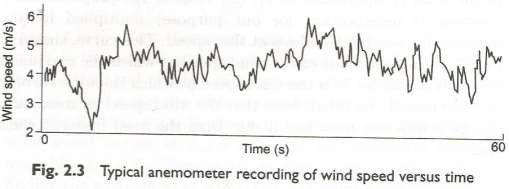 Wind speed (m/s)
6
5
4
3
2
0
Time (s)
60
Fig. 2.3 Typical anemometer recording of wind speed versus time